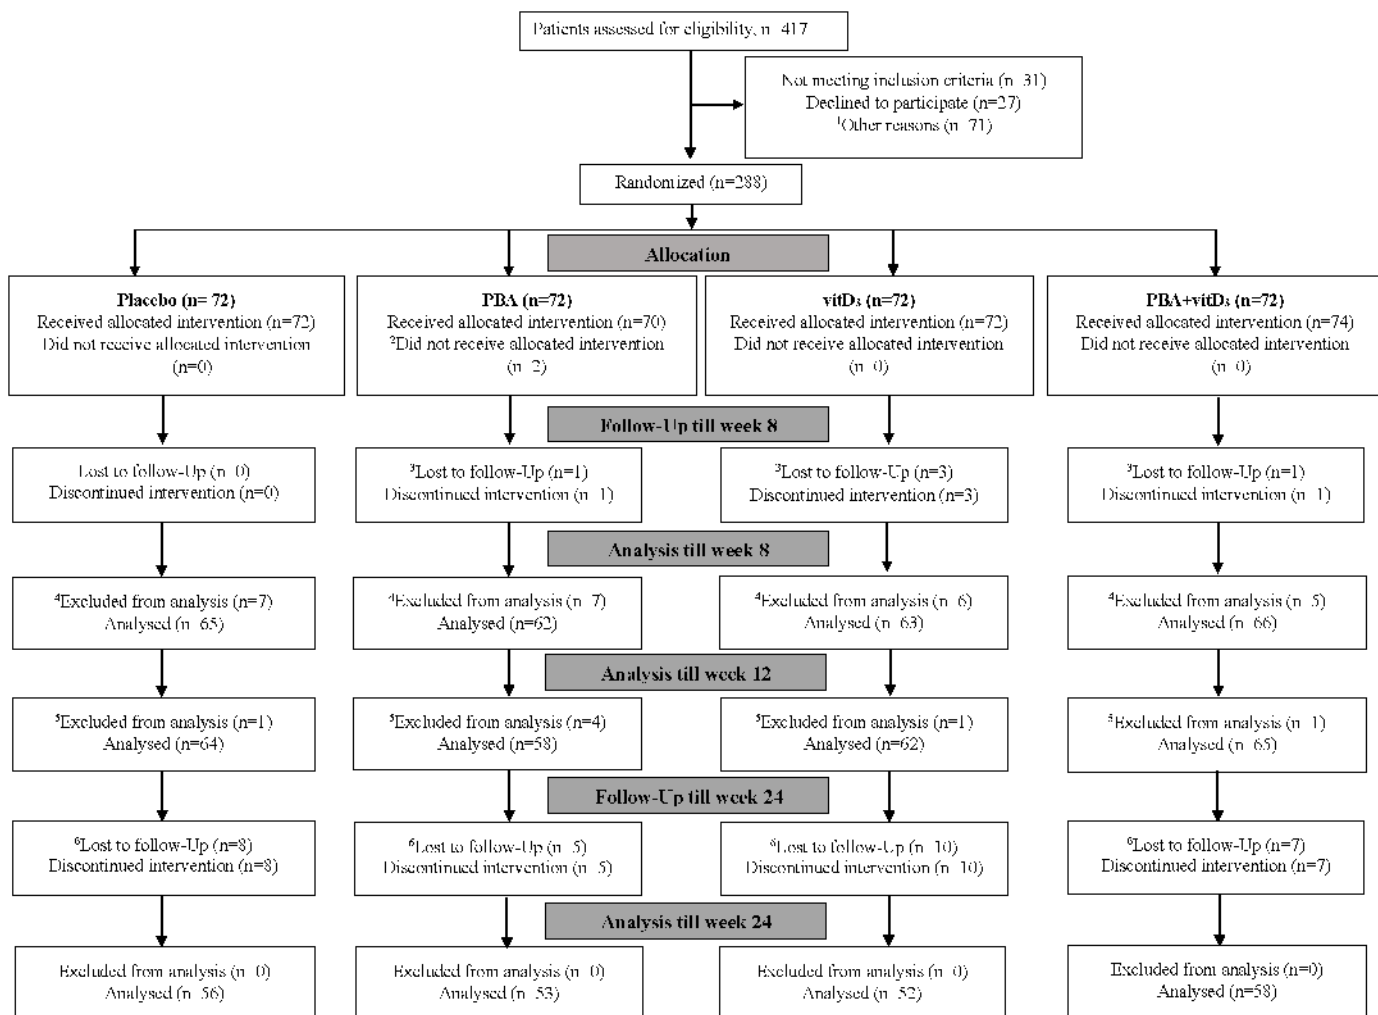 Patients assessed for eligibility, n=417
Not meeting inclusion criteria (n=31)
Declined to participate (n=27)
¹Other reasons (n=71)
Randomized (n=288)
Allocation
Placebo (n= 72)
Received allocated intervention (n=72)
Did not receive allocated intervention
(n=0)
PBA (n=72)
Received allocated intervention (n=70)
²Did not receive allocated intervention
(n=2)
vitD₃ (n=72)
Received allocated intervention (n=72)
Did not receive allocated intervention
(n=0)
PBA+vitD₃ (n=72)
Received allocated intervention (n=74)
Did not receive allocated intervention
(n=0)
Follow-Up till week 8
Lost to follow-Up (n=0)
Discontinued intervention (n=0)
³Lost to follow-Up (n=1)
Discontinued intervention (n=1)
³Lost to follow-Up (n=3)
Discontinued intervention (n=3)
³Lost to follow-Up (n=1)
Discontinued intervention (n=1)
Analysis till week 8
⁴Excluded from analysis (n=7)
Analysed (n=65)
⁴Excluded from analysis (n=7)
Analysed (n=62)
⁴Excluded from analysis (n=6)
Analysed (n=63)
⁴Excluded from analysis (n=5)
Analysed (n=66)
Analysis till week 12
⁵Excluded from analysis (n=1)
Analysed (n=64)
⁵Excluded from analysis (n=4)
Analysed (n=58)
⁵Excluded from analysis (n=1)
Analysed (n=62)
⁵Excluded from analysis (n=1)
Analysed (n=65)
Follow-Up till week 24
⁶Lost to follow-Up (n=8)
Discontinued intervention (n=8)
⁶Lost to follow-Up (n=5)
Discontinued intervention (n=5)
⁶Lost to follow-Up (n=10)
Discontinued intervention (n=10)
⁶Lost to follow-Up (n=7)
Discontinued intervention (n=7)
Analysis till week 24
Excluded from analysis (n=0)
Analysed (n=56)
Excluded from analysis (n=0)
Analysed (n=53)
Excluded from analysis (n=0)
Analysed (n=52)
Excluded from analysis (n=0)
Analysed (n=58)